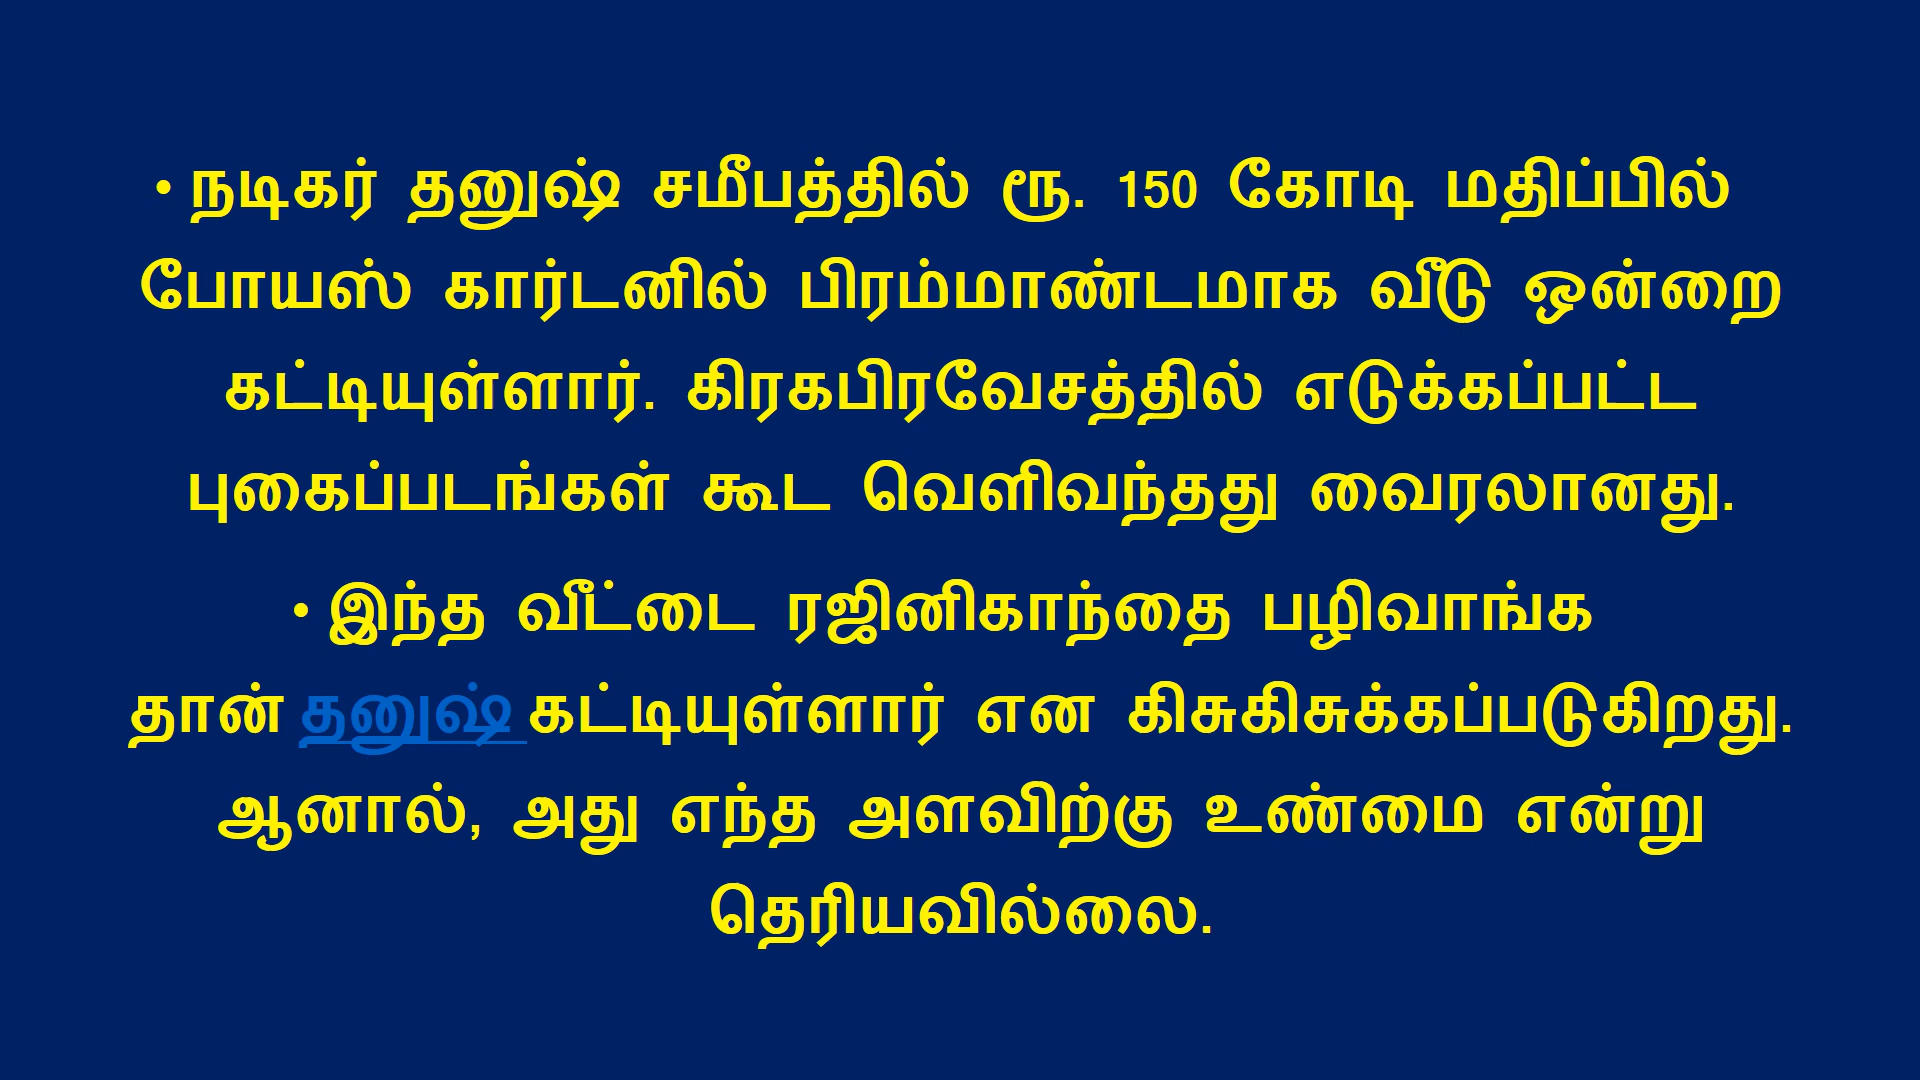 • நடிகர் தனுஷ் சமீபத்தில் ரூ. 150 கோடி மதிப்பில்
போயஸ் கார்டனில் பிரம்மாண்டமாக வீடு ஒன்றை
கட்டியுள்ளார். கிரகபிரவேசத்தில் எடுக்கப்பட்ட
புகைப்படங்கள் கூட வெளிவந்தது வைரலானது.
• இந்த வீட்டை ரஜினிகாந்தை பழிவாங்க
தான் தனுஷ் கட்டியுள்ளார் என கிசுகிசுக்கப்படுகிறது.
ஆனால், அது எந்த அளவிற்கு உண்மை என்று
தெரியவில்லை.